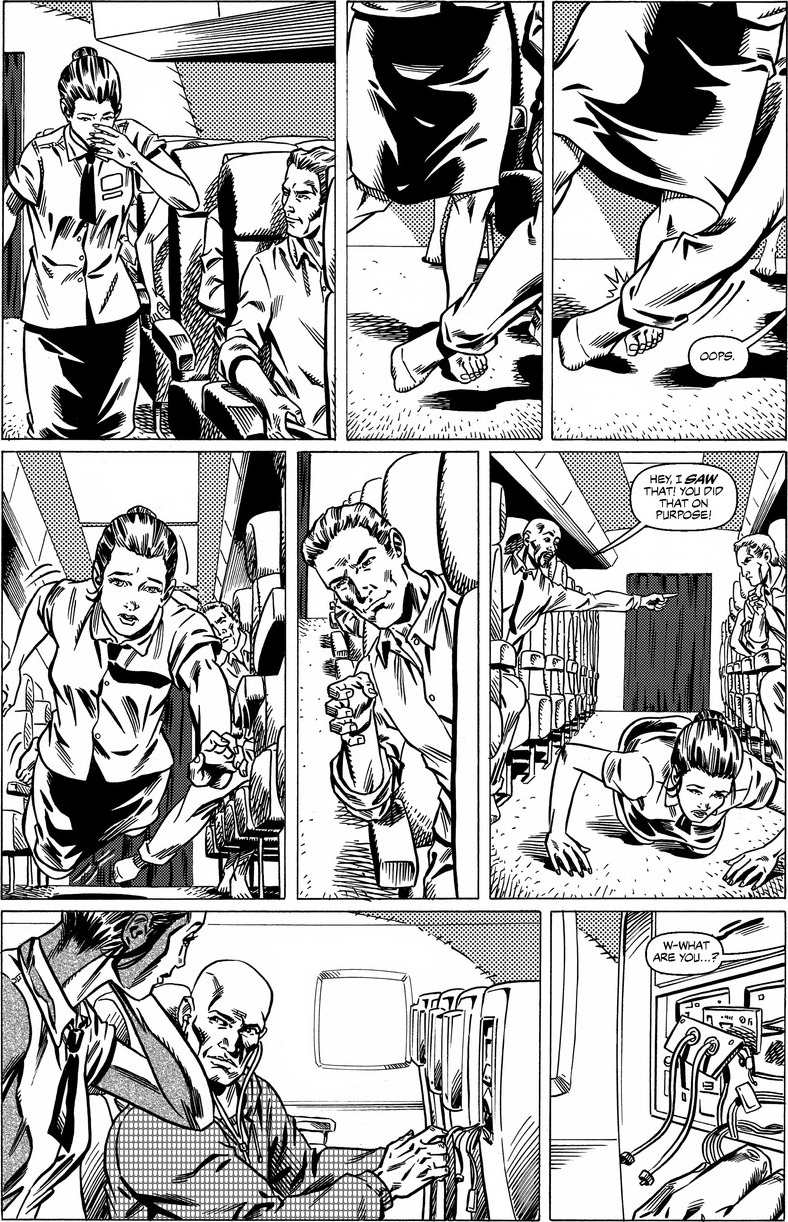 OOPS.
HEY, I SAW
THAT! YOU DID
THAT ON
PURPOSE!
W-WHAT
ARE YOU...?